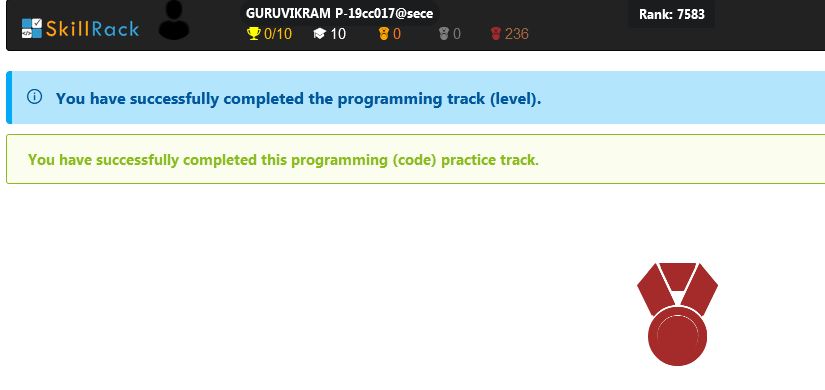 SkillRack
GURUVIKRAM P-19cc017@sece
Rank: 7583
0/10 10 0 0 236
You have successfully completed the programming track (level).
You have successfully completed this programming (code) practice track.